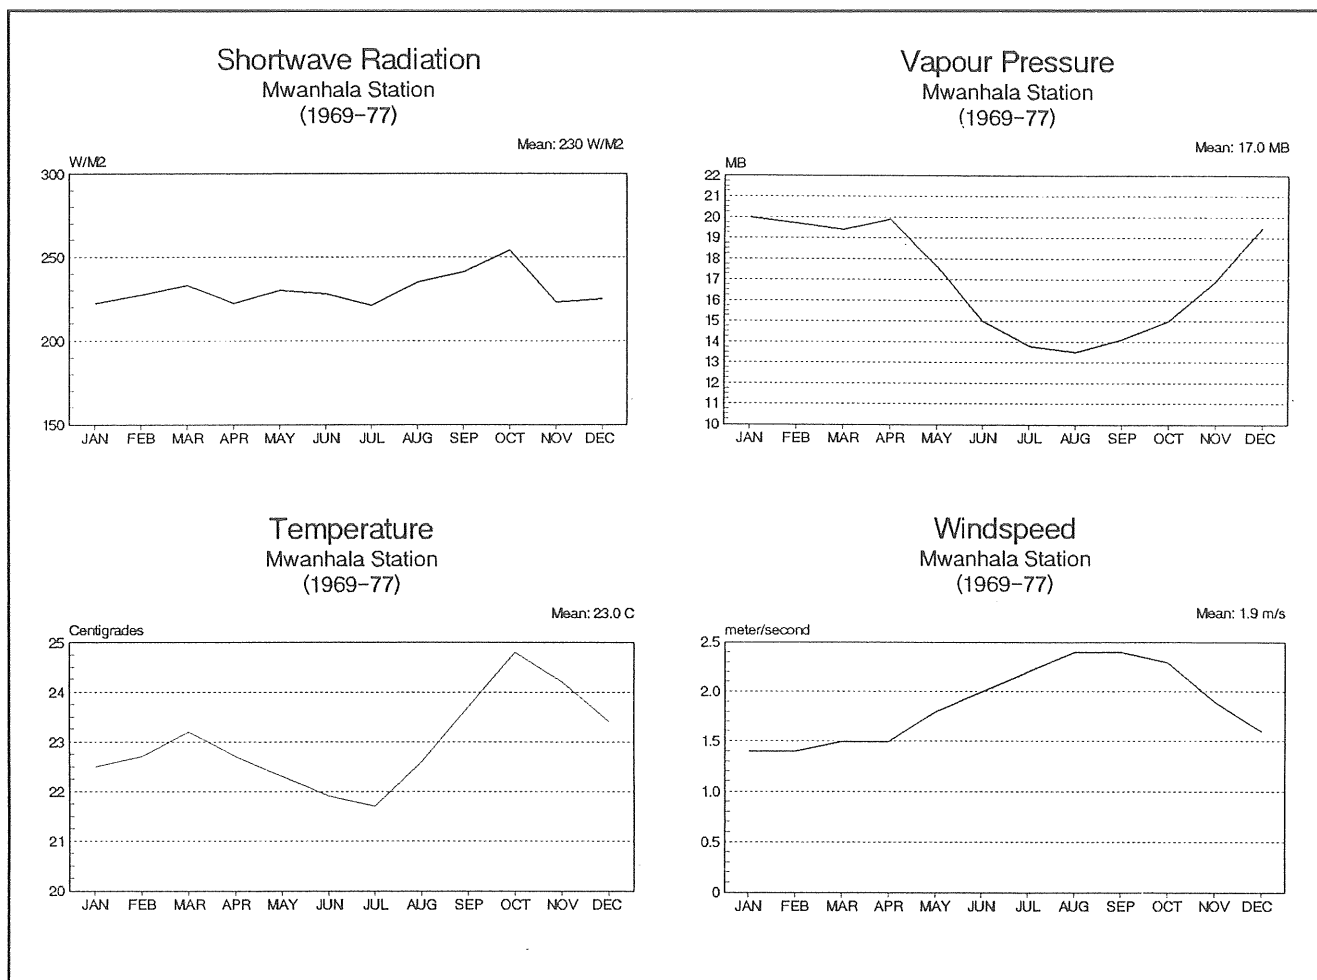 Shortwave Radiation
Mwanhala Station
(1969-77)
Mean: 230 W/M2
W/M2
300
250
200
150
JAN FEB MAR APR MAY JUN JUL AUG SEP OCT NOV DEC
Vapour Pressure
Mwanhala Station
(1969-77)
Mean: 17.0 MB
MB
22
21
20
19
18
17
16
15
14
13
12
11
10
JAN FEB MAR APR MAY JUN JUL AUG SEP OCT NOV DEC
Temperature
Mwanhala Station
(1969-77)
Mean: 23.0 C
Centigrades
25
24
23
22
21
20
JAN FEB MAR APR MAY JUN JUL AUG SEP OCT NOV DEC
Windspeed
Mwanhala Station
(1969-77)
Mean: 1.9 m/s
meter/second
2.5
2.0
1.5
1.0
0.5
0
JAN FEB MAR APR MAY JUN JUL AUG SEP OCT NOV DEC